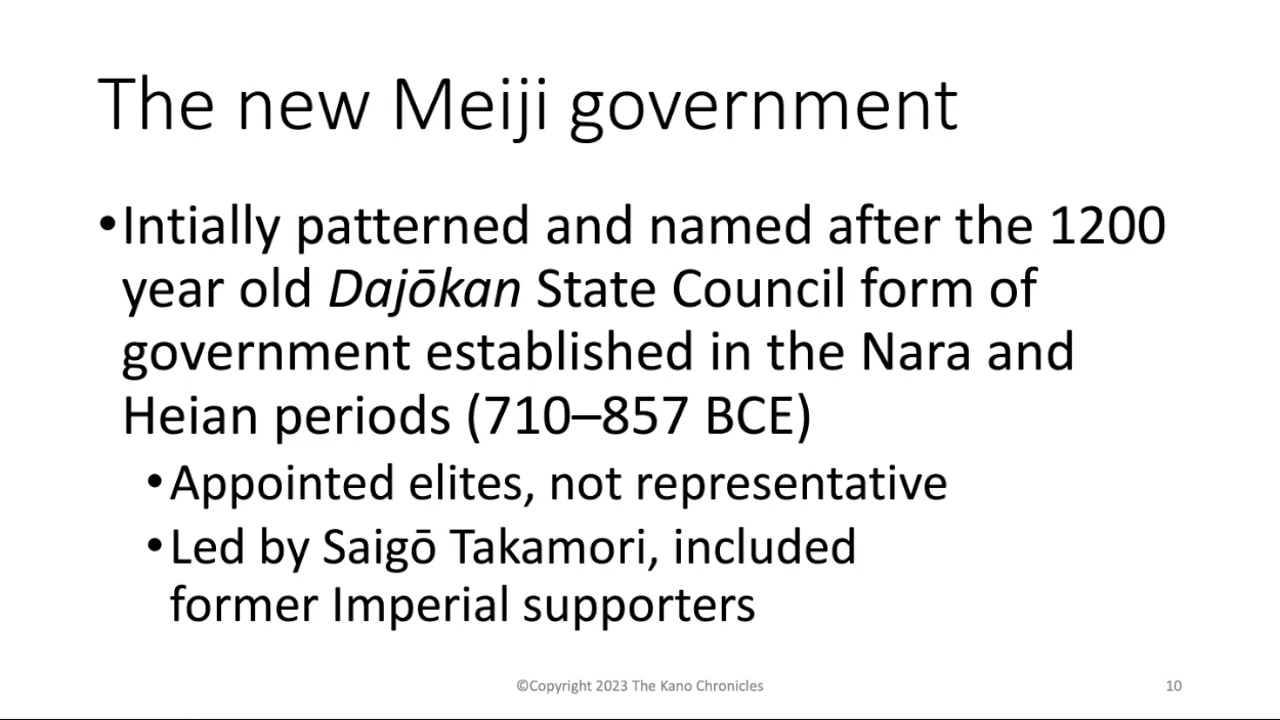 The new Meiji government
•Intially patterned and named after the 1200
year old Dajōkan State Council form of
government established in the Nara and
Heian periods (710–857 BCE)
•Appointed elites, not representative
•Led by Saigō Takamori, included
former Imperial supporters
©Copyright 2023 The Kano Chronicles
10